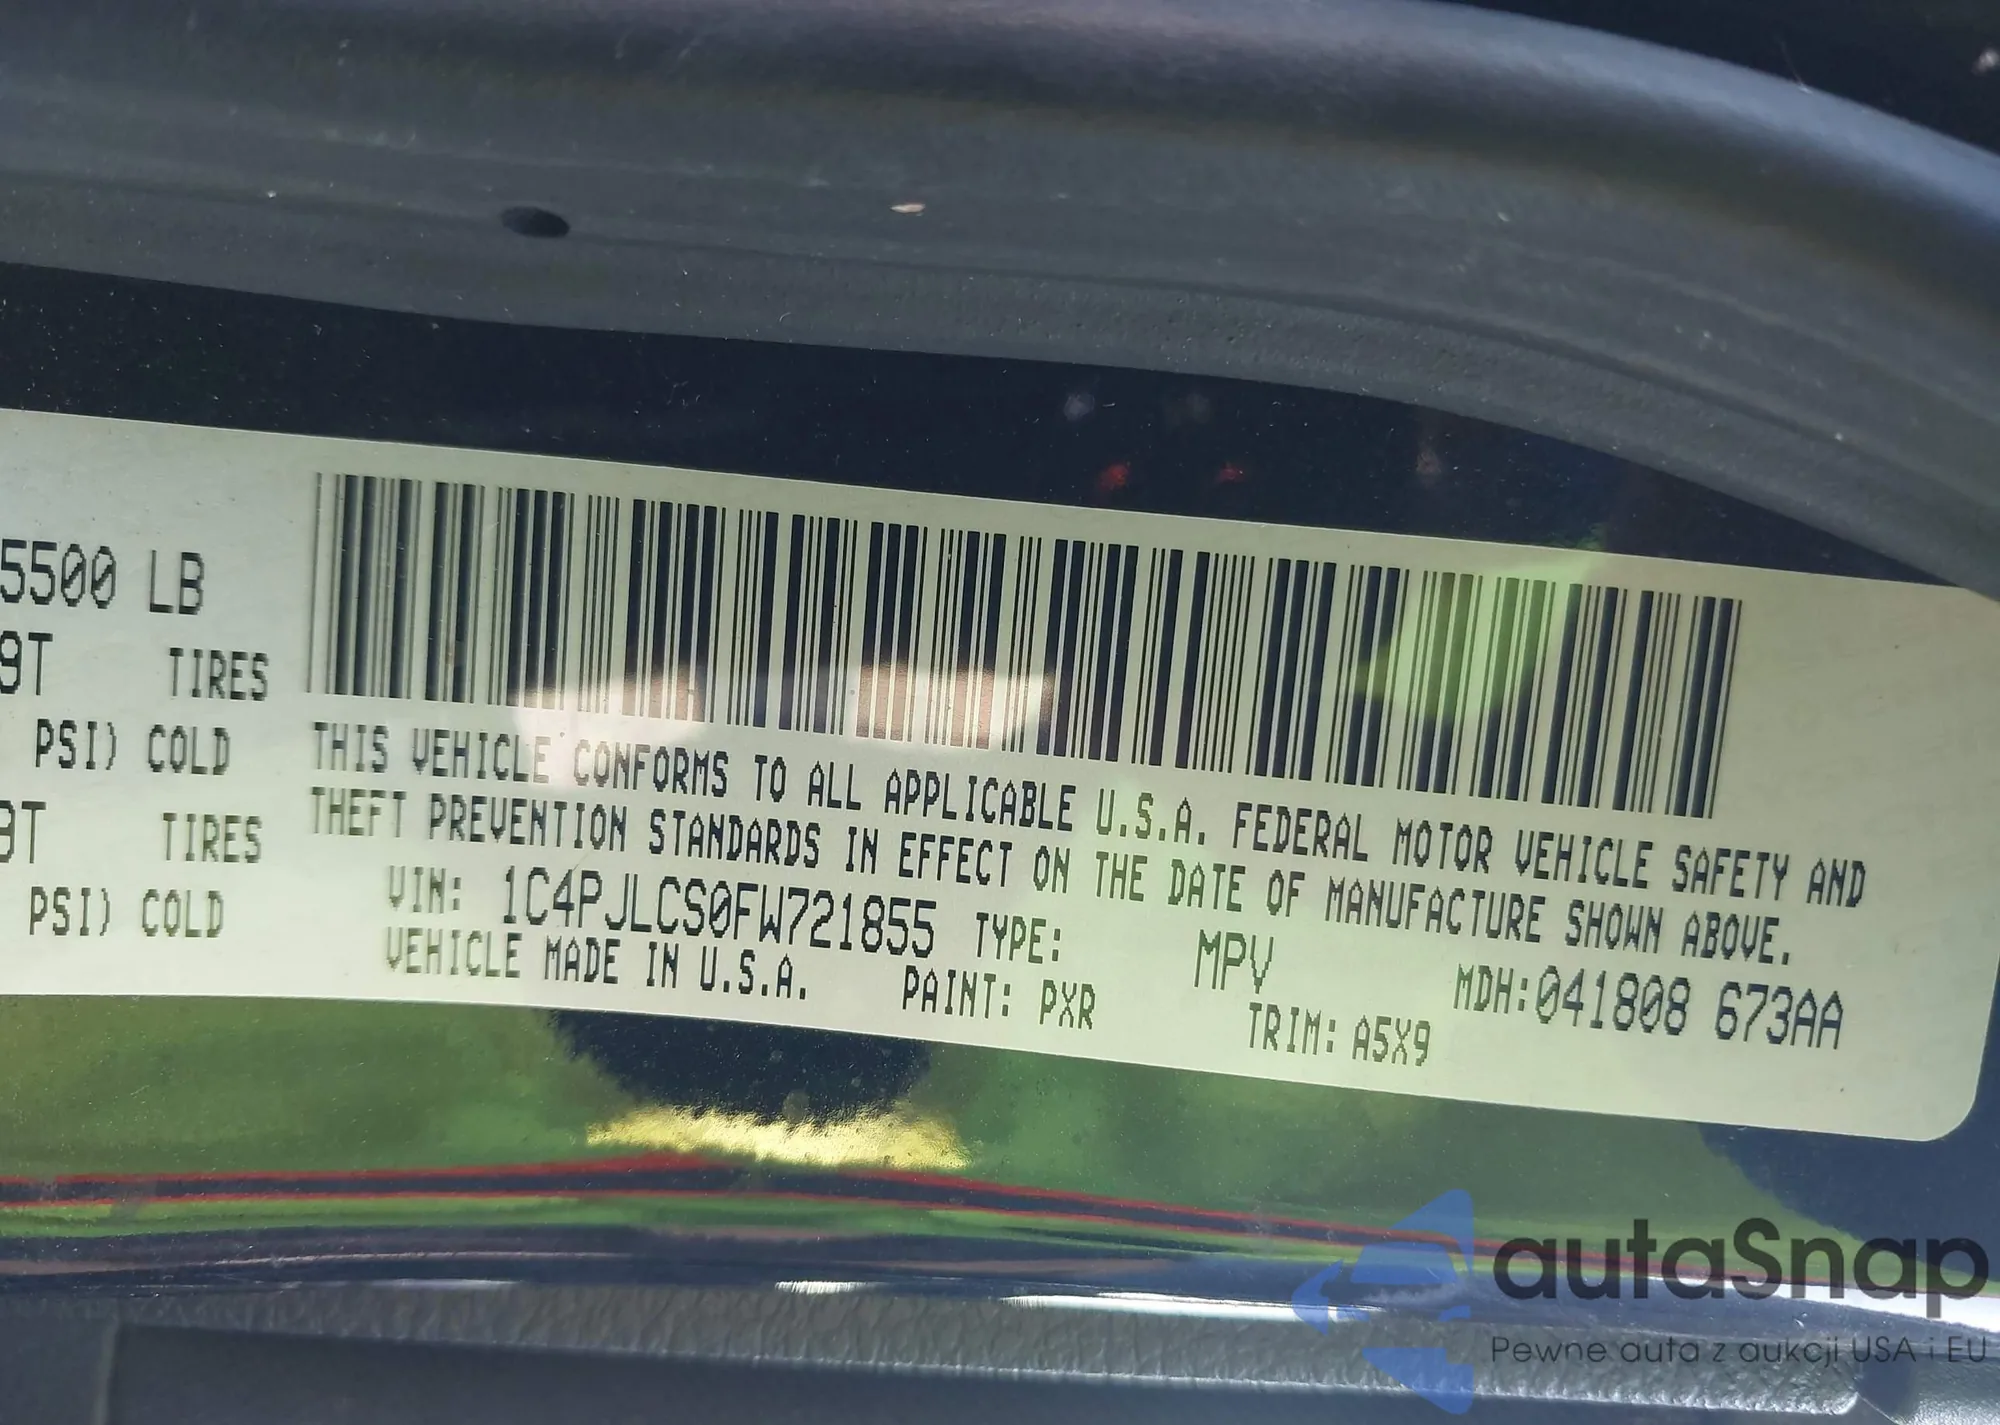 5500 LB
9T TIRES
PSI) COLD
9T TIRES
PSI) COLD
THIS VEHICLE CONFORMS TO ALL APPLICABLE U.S.A. FEDERAL MOTOR VEHICLE SAFETY AND
THEFT PREVENTION STANDARDS IN EFFECT ON THE DATE OF MANUFACTURE SHOWN ABOVE.
VIN: 1C4PJLCS0FW721855 TYPE: MPV MDH:041808 673AA
VEHICLE MADE IN U.S.A. PAINT: PXR TRIM: A5X9
autaSnap
Pewne auta z aukcji USA i EU